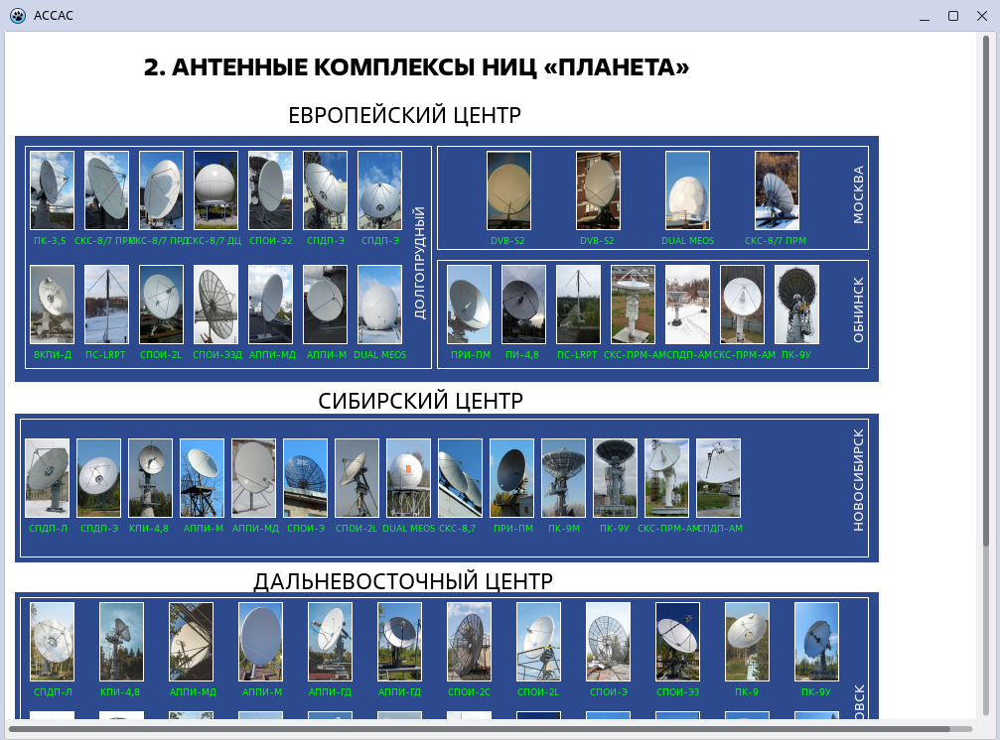 АССАС
2. АНТЕННЫЕ КОМПЛЕКСЫ НИЦ «ПЛАНЕТА»
ЕВРОПЕЙСКИЙ ЦЕНТР
ПК-3,5 СКС-8/7 ПРМ СКС-8/7 ПРД СКС-8/7 ДЦ СПОИ-Э2 СПДП-Э СПДП-Э
ВКПИ-Д ПС-LRPT СПОИ-2L СПОИ-ЭЗД АППИ-МД АППИ-М DUAL MEOS
ДОЛГОПРУДНЫЙ
DVB-S2 DVB-S2 DUAL MEOS СКС-8/7 ПРМ
МОСКВА
ПРИ-ПМ ПИ-4,8 ПС-LRPT СКС-ПРМ-АМ СПДП-АМ СКС-ПРМ-АМ ПК-9У
ОБНИНСК
СИБИРСКИЙ ЦЕНТР
СПДП-Л СПДП-Э КПИ-4,8 АППИ-М АППИ-МД СПОИ-Э СПОИ-2L DUAL MEOS СКС-8,7 ПРИ-ПМ ПК-9М ПК-9У СКС-ПРМ-АМ СПДП-АМ
НОВОСИБИРСК
ДАЛЬНЕВОСТОЧНЫЙ ЦЕНТР
СПДП-Л КПИ-4,8 АППИ-МД АППИ-М АППИ-ГД АППИ-ГД СПОИ-2С СПОИ-2L СПОИ-Э СПОИ-ЭЗ ПК-9 ПК-9У
ОВСК